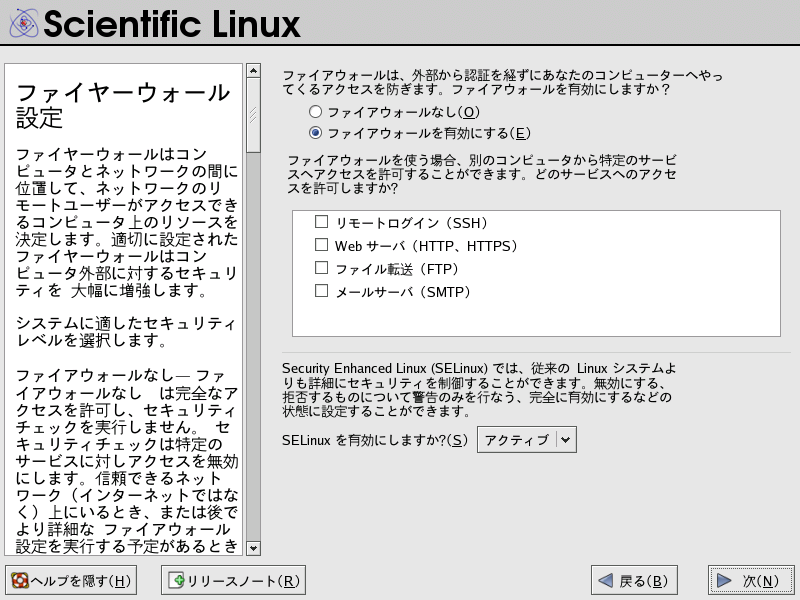 Scientific Linux
ファイヤーウォール
設定
ファイヤーウォールはコン
ピュータとネットワークの間に
位置して、ネットワークのリ
モートユーザーがアクセスでき
るコンピュータ上のリソースを
決定します。適切に設定された
ファイヤーウォールはコン
ピュータ外部に対するセキュリ
ティを 大幅に増強します。
システムに適したセキュリティ
レベルを選択します。
ファイアウォールなし— ファ
イアウォールなし　は完全なア
クセスを許可し、セキュリティ
チェックを実行しません。 セ
キュリティチェックは特定の
サービスに対しアクセスを無効
にします。信頼できるネット
ワーク（インターネットではな
く）上にいるとき、または後で
より詳細な ファイアウォール
設定を実行する予定があるとき
ファイアウォールは、外部から認証を経ずにあなたのコンピューターへやっ
てくるアクセスを防ぎます。ファイアウォールを有効にしますか？
ファイアウォールなし(O)
ファイアウォールを有効にする(E)
ファイアウォールを使う場合、別のコンピュータから特定のサービ
スへアクセスを許可することができます。どのサービスへのアクセ
スを許可しますか?
リモートログイン（SSH）
Web サーバ（HTTP、HTTPS）
ファイル転送（FTP）
メールサーバ（SMTP）
Security Enhanced Linux (SELinux) では、従来の Linux システムよ
りも詳細にセキュリティを制御することができます。無効にする、
拒否するものについて警告のみを行なう、完全に有効にするなどの
状態に設定することができます。
SELinux を有効にしますか?(S) アクティブ
ヘルプを隠す(H) リリースノート(R) 戻る(B) 次(N)